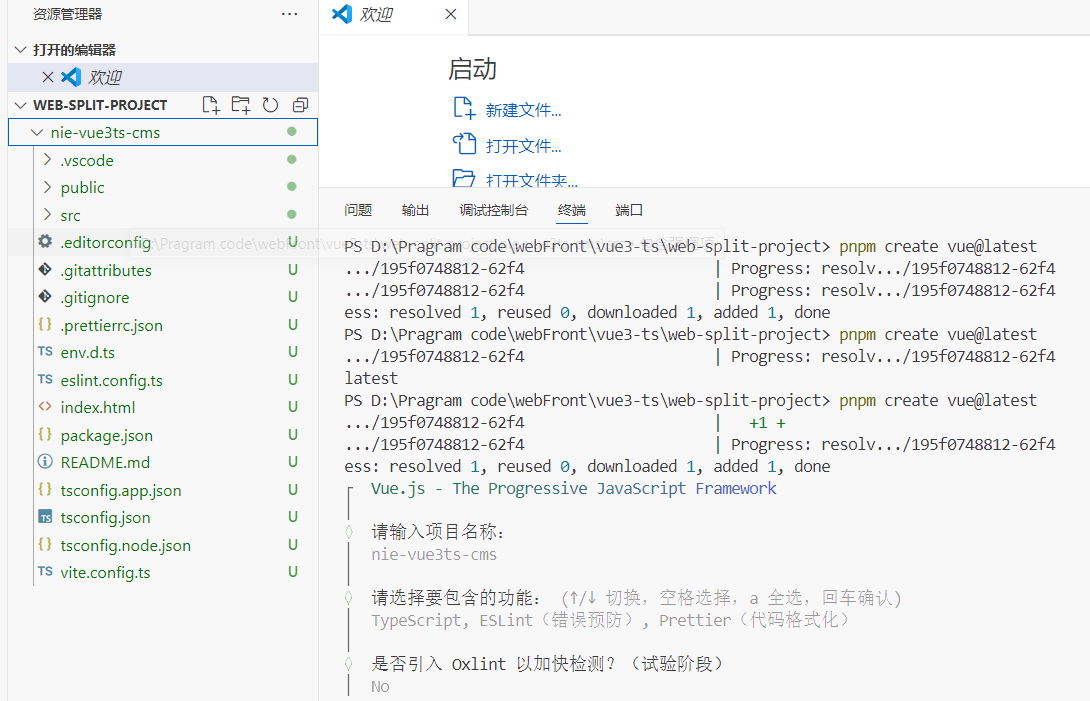 资源管理器
打开的编辑器
欢迎
WEB-SPLIT-PROJECT
nie-vue3ts-cms
.vscode
public
src
.editorconfig U
.gitattributes U
.gitignore U
.prettierrc.json U
TS env.d.ts U
TS eslint.config.ts U
index.html U
package.json U
README.md U
tsconfig.app.json U
TS tsconfig.json U
tsconfig.node.json U
TS vite.config.ts U
欢迎
启动
新建文件...
打开文件...
打开文件夹...
问题 输出 调试控制台 终端 端口
PS D:\Pragram code\webFront\vue3-ts\web-split-project> pnpm create vue@latest
.../195f0748812-62f4 | Progress: resolv.../195f0748812-62f4
.../195f0748812-62f4 | Progress: resolv.../195f0748812-62f4
ess: resolved 1, reused 0, downloaded 1, added 1, done
PS D:\Pragram code\webFront\vue3-ts\web-split-project> pnpm create vue@latest
.../195f0748812-62f4 | Progress: resolv.../195f0748812-62f4
latest
PS D:\Pragram code\webFront\vue3-ts\web-split-project> pnpm create vue@latest
.../195f0748812-62f4 | +1 +
.../195f0748812-62f4 | Progress: resolv.../195f0748812-62f4
ess: resolved 1, reused 0, downloaded 1, added 1, done
Vue.js - The Progressive JavaScript Framework
请输入项目名称：
nie-vue3ts-cms
请选择要包含的功能： (↑/↓ 切换，空格选择，a 全选，回车确认)
TypeScript, ESLint（错误预防）, Prettier（代码格式化）
是否引入 Oxlint 以加快检测？（试验阶段）
No